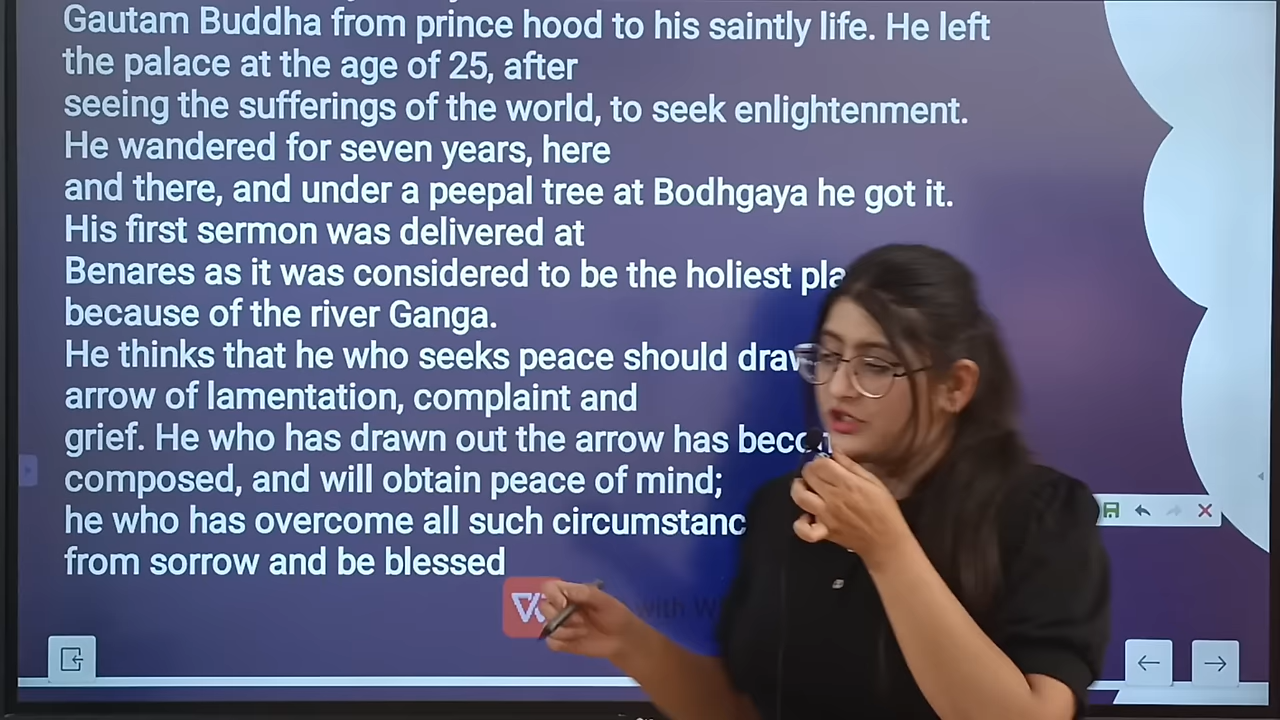 Gautam Buddha from prince hood to his saintly life. He left
the palace at the age of 25, after
seeing the sufferings of the world, to seek enlightenment.
He wandered for seven years, here
and there, and under a peepal tree at Bodhgaya he got it.
His first sermon was delivered at
Benares as it was considered to be the holiest
because of the river Ganga.
He thinks that he who seeks peace should
arrow of lamentation, complaint and
grief. He who has drawn out the arrow has
composed, and will obtain peace of mind;
he who has overcome all such
from sorrow and be blessed
with